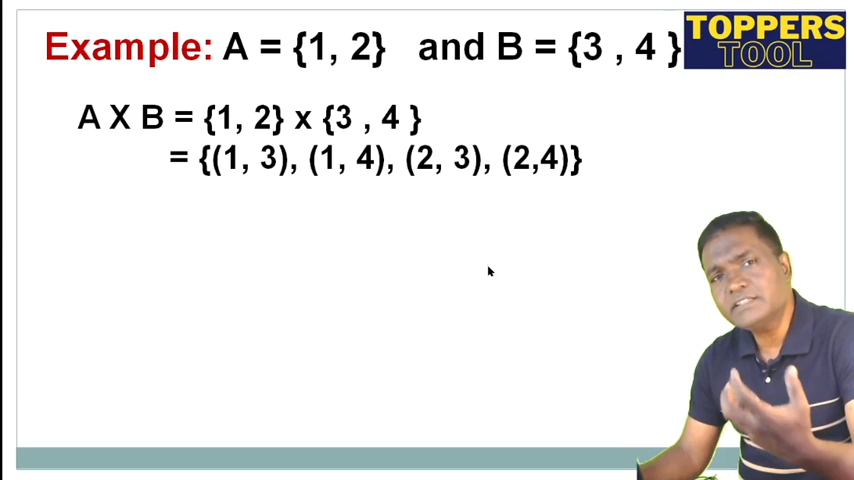 Example: A = {1, 2} and B = {3 , 4 }
TOPPERS
TOOL
A X B = {1, 2} x {3 , 4 }
= {(1, 3), (1, 4), (2, 3), (2,4)}